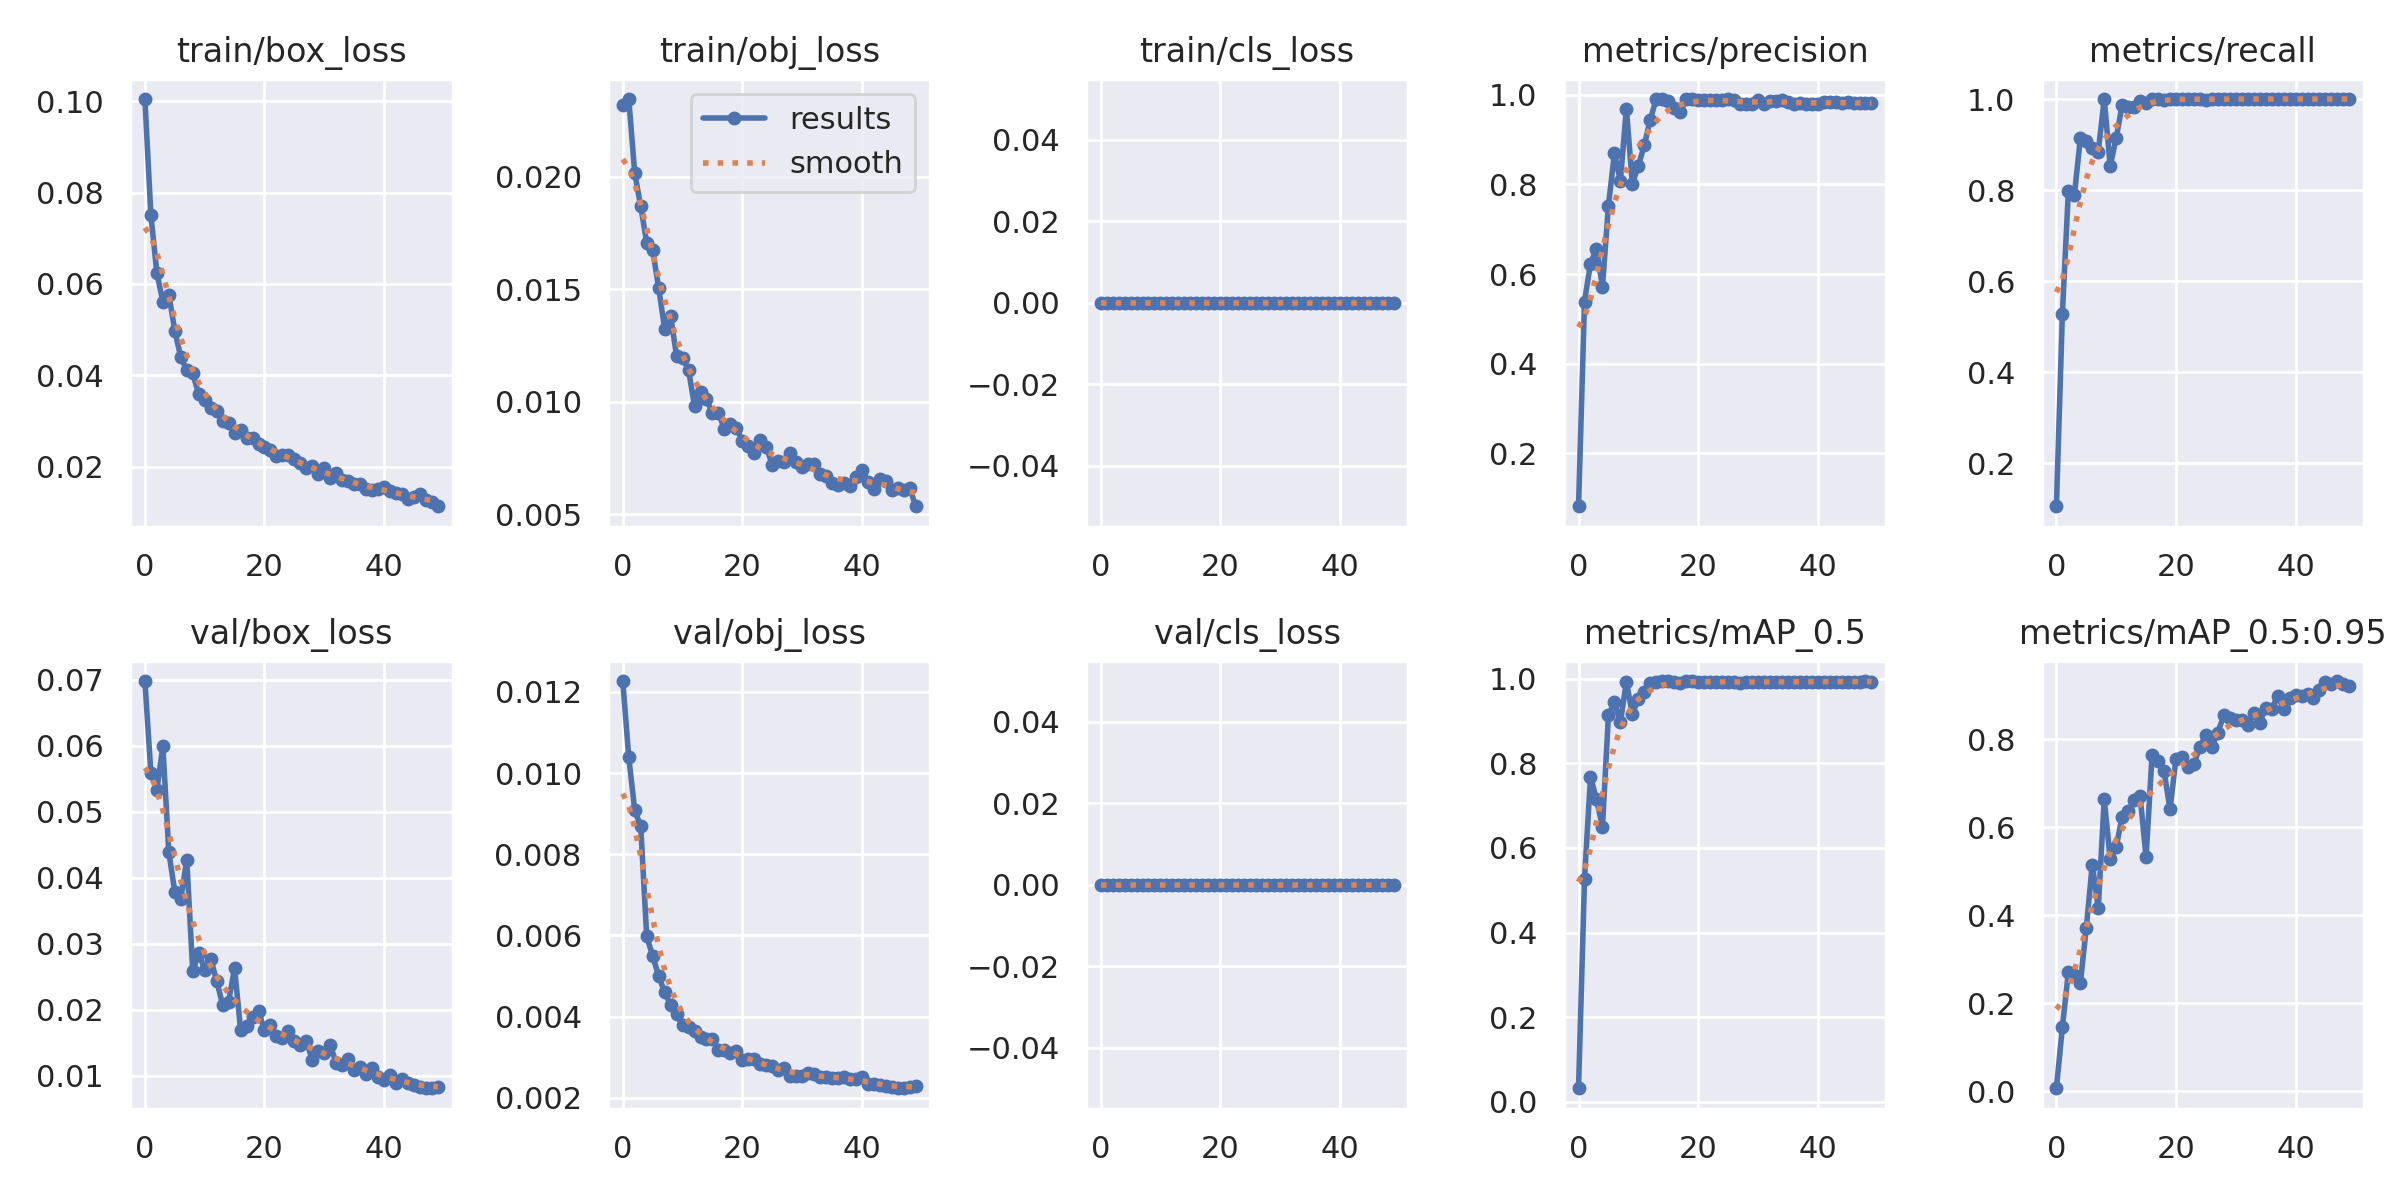 train/box_loss
0.10
0.08
0.06
0.04
0.02
0 20 40
train/obj_loss
results
smooth
0.020
0.015
0.010
0.005
0 20 40
train/cls_loss
0.04
0.02
0.00
−0.02
−0.04
0 20 40
metrics/precision
1.0
0.8
0.6
0.4
0.2
0 20 40
metrics/recall
1.0
0.8
0.6
0.4
0.2
0 20 40
val/box_loss
0.07
0.06
0.05
0.04
0.03
0.02
0.01
0 20 40
val/obj_loss
0.012
0.010
0.008
0.006
0.004
0.002
0 20 40
val/cls_loss
0.04
0.02
0.00
−0.02
−0.04
0 20 40
metrics/mAP_0.5
1.0
0.8
0.6
0.4
0.2
0.0
0 20 40
metrics/mAP_0.5:0.95
0.8
0.6
0.4
0.2
0.0
0 20 40